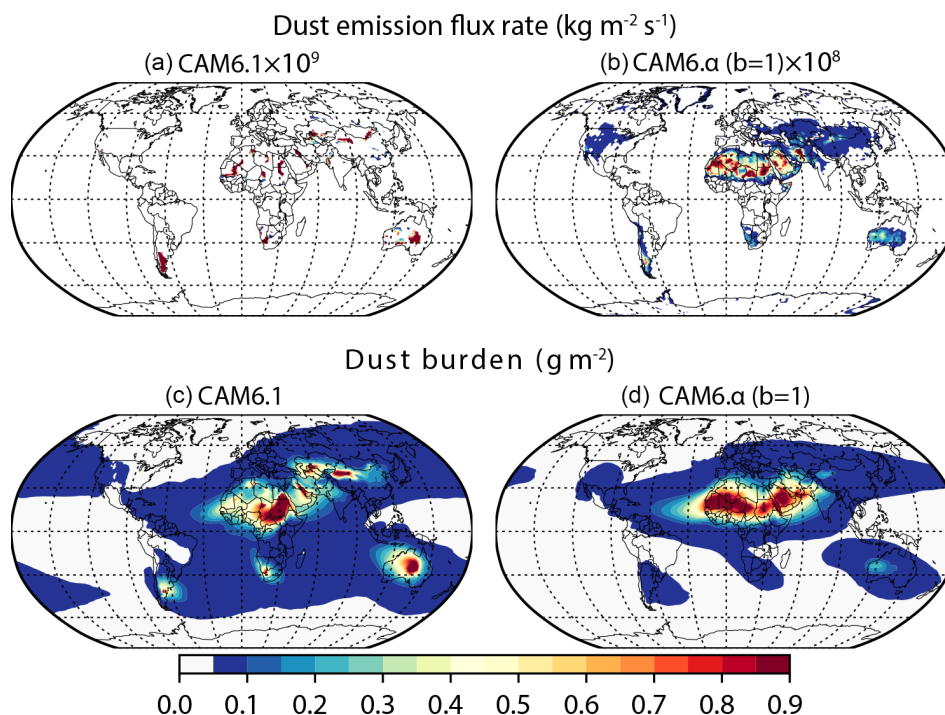 Dust emission flux rate (kg m⁻² s⁻¹)
(a) CAM6.1×10⁹
(b) CAM6.α (b=1)×10⁸
Dust burden (g m⁻²)
(c) CAM6.1
(d) CAM6.α (b=1)
0.0 0.1 0.2 0.3 0.4 0.5 0.6 0.7 0.8 0.9